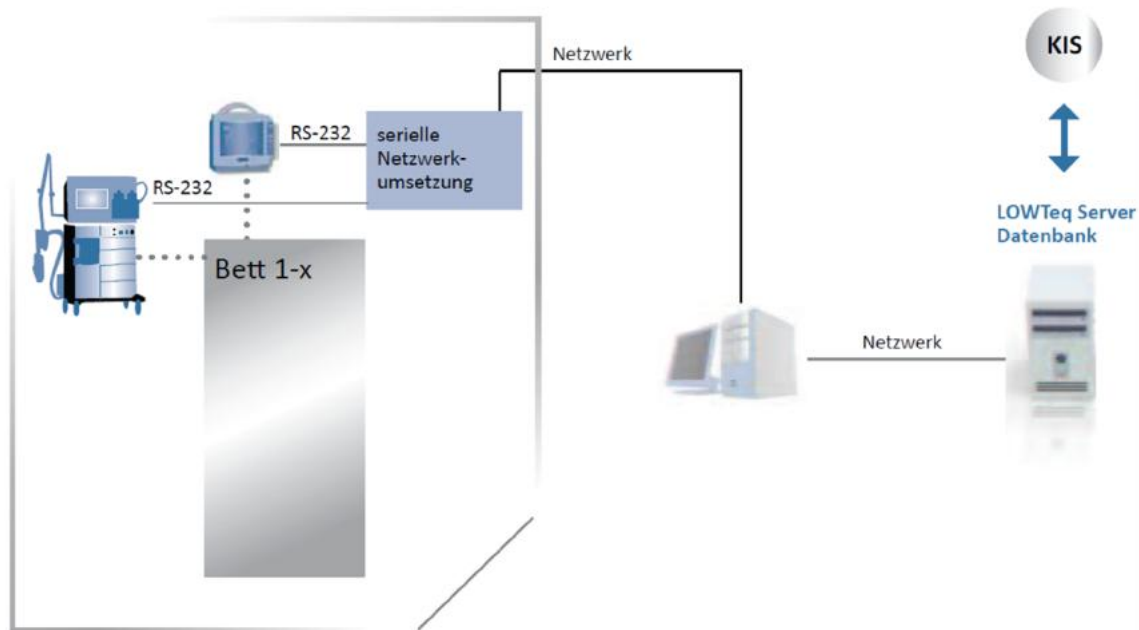 Netzwerk
KIS
RS-232
serielle
Netzwerk-
umsetzung
RS-232
LOWTeq Server
Datenbank
Bett 1-x
Netzwerk